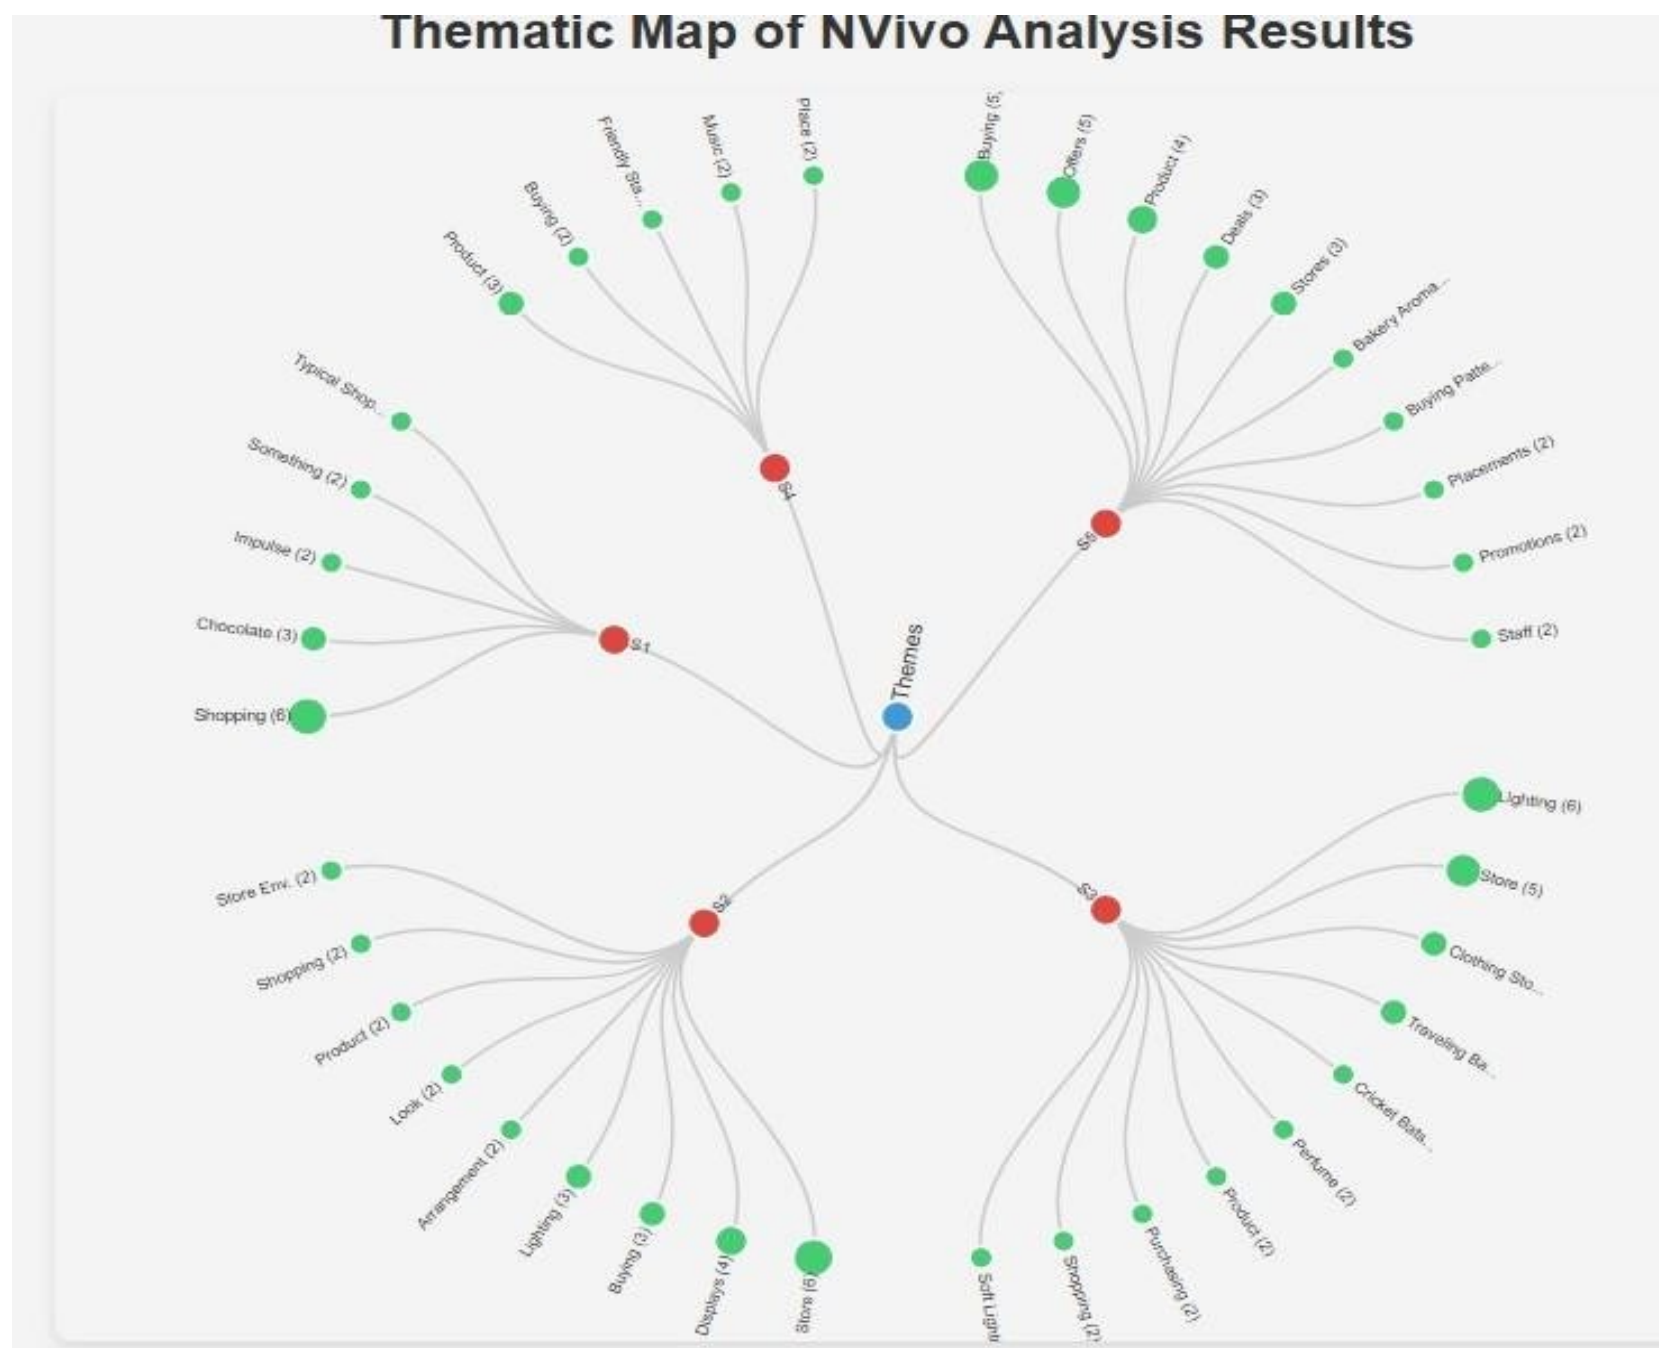 Thematic Map of NVivo Analysis Results
Place (2)
Music (2)
Friendly Sta...
Buying (2)
Product (3)
S4
Buying (5)
Offers (5)
Product (4)
Deals (3)
Stores (3)
Bakery Aroma...
Buying Patte...
Placements (2)
Promotions (2)
Staff (2)
S5
Typical Shop...
Something (2)
Impulse (2)
Chocolate (3)
Shopping (6)
S1
Themes
Store Env. (2)
Shopping (2)
Product (2)
Look (2)
Arrangement (2)
Lighting (3)
Buying (3)
Displays (4)
Store (6)
S2
S3
Lighting (6)
Store (5)
Clothing Sto...
Traveling Ba...
Cricket Bats...
Perfume (2)
Product (2)
Purchasing (2)
Shopping (2)
Soft Light